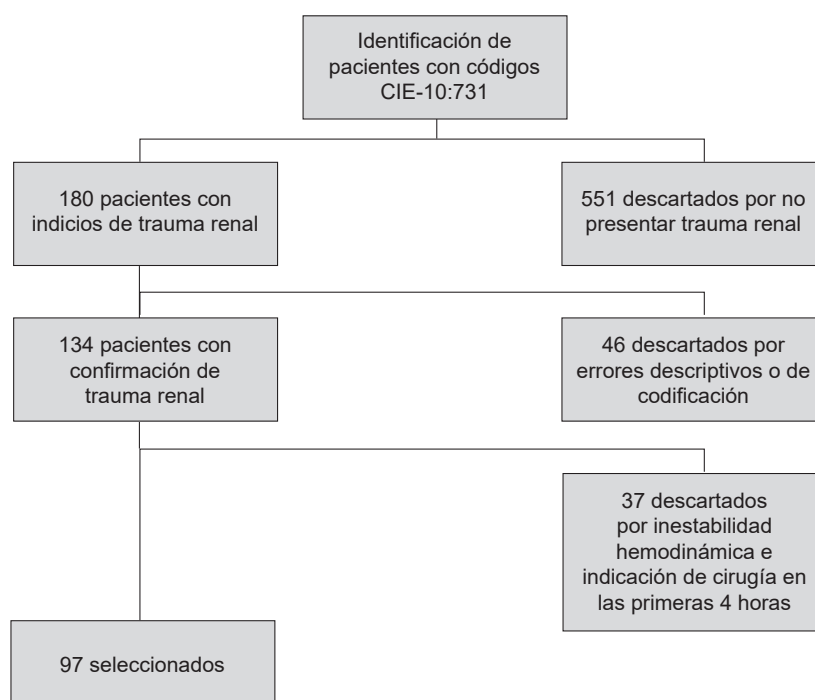 Identificación de
pacientes con códigos
CIE-10:731
180 pacientes con
indicios de trauma renal
551 descartados por no
presentar trauma renal
134 pacientes con
confirmación de
trauma renal
46 descartados por
errores descriptivos o de
codificación
37 descartados
por inestabilidad
hemodinámica e
indicación de cirugía en
las primeras 4 horas
97 seleccionados